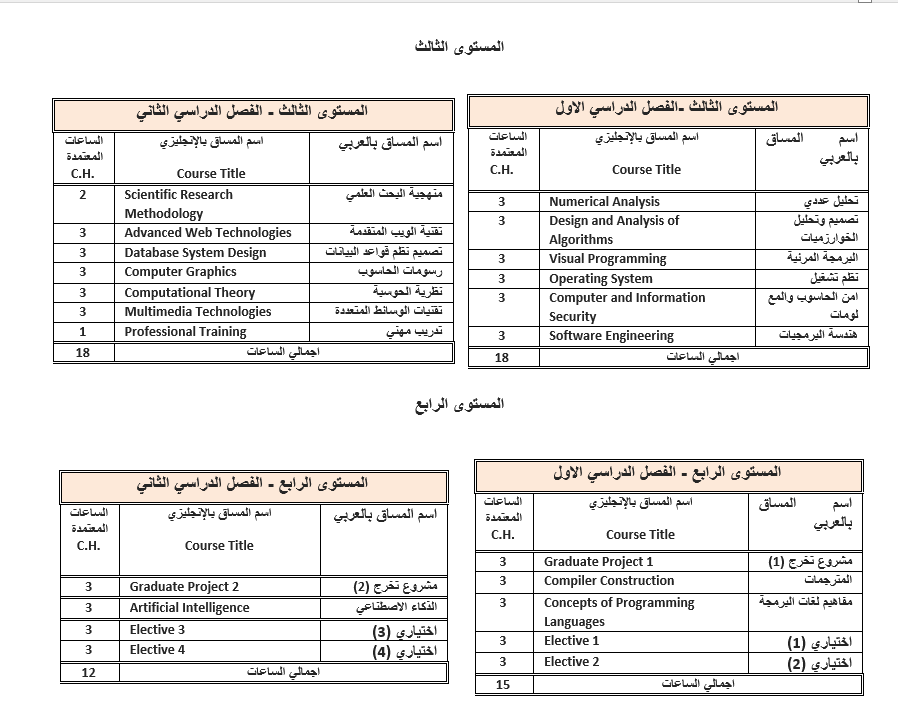 المستوى الثالث
المستوى الثالث -الفصل الدراسي الاول
اسم المساق بالعربي
اسم المساق بالإنجليزي
Course Title
الساعات المعتمدة
C.H.
تحليل عددي Numerical Analysis 3
تصميم وتحليل Design and Analysis of 3
الخوارزميات Algorithms
البرمجة المرئية Visual Programming 3
نظم تشغيل Operating System 3
امن الحاسوب والمع Computer and Information 3
لومات Security
هندسة البرمجيات Software Engineering 3
اجمالي الساعات 18
المستوى الثالث - الفصل الدراسي الثاني
اسم المساق بالعربي
اسم المساق بالإنجليزي
Course Title
الساعات المعتمدة
C.H.
منهجية البحث العلمي Scientific Research 2
Methodology
تقنية الويب المتقدمة Advanced Web Technologies 3
تصميم نظم قواعد البيانات Database System Design 3
رسومات الحاسوب Computer Graphics 3
نظرية الحوسبة Computational Theory 3
تقنيات الوسائط المتعددة Multimedia Technologies 3
تدريب مهني Professional Training 1
اجمالي الساعات 18
المستوى الرابع
المستوى الرابع - الفصل الدراسي الاول
اسم المساق بالعربي
اسم المساق بالإنجليزي
Course Title
الساعات المعتمدة
C.H.
مشروع تخرج (1) Graduate Project 1 3
المترجمات Compiler Construction 3
مفاهيم لغات البرمجة Concepts of Programming 3
Languages
اختياري (1) Elective 1 3
اختياري (2) Elective 2 3
اجمالي الساعات 15
المستوى الرابع - الفصل الدراسي الثاني
اسم المساق بالعربي
اسم المساق بالإنجليزي
Course Title
الساعات المعتمدة
C.H.
مشروع تخرج (2) Graduate Project 2 3
الذكاء الاصطناعي Artificial Intelligence 3
اختياري (3) Elective 3 3
اختياري (4) Elective 4 3
اجمالي الساعات 12